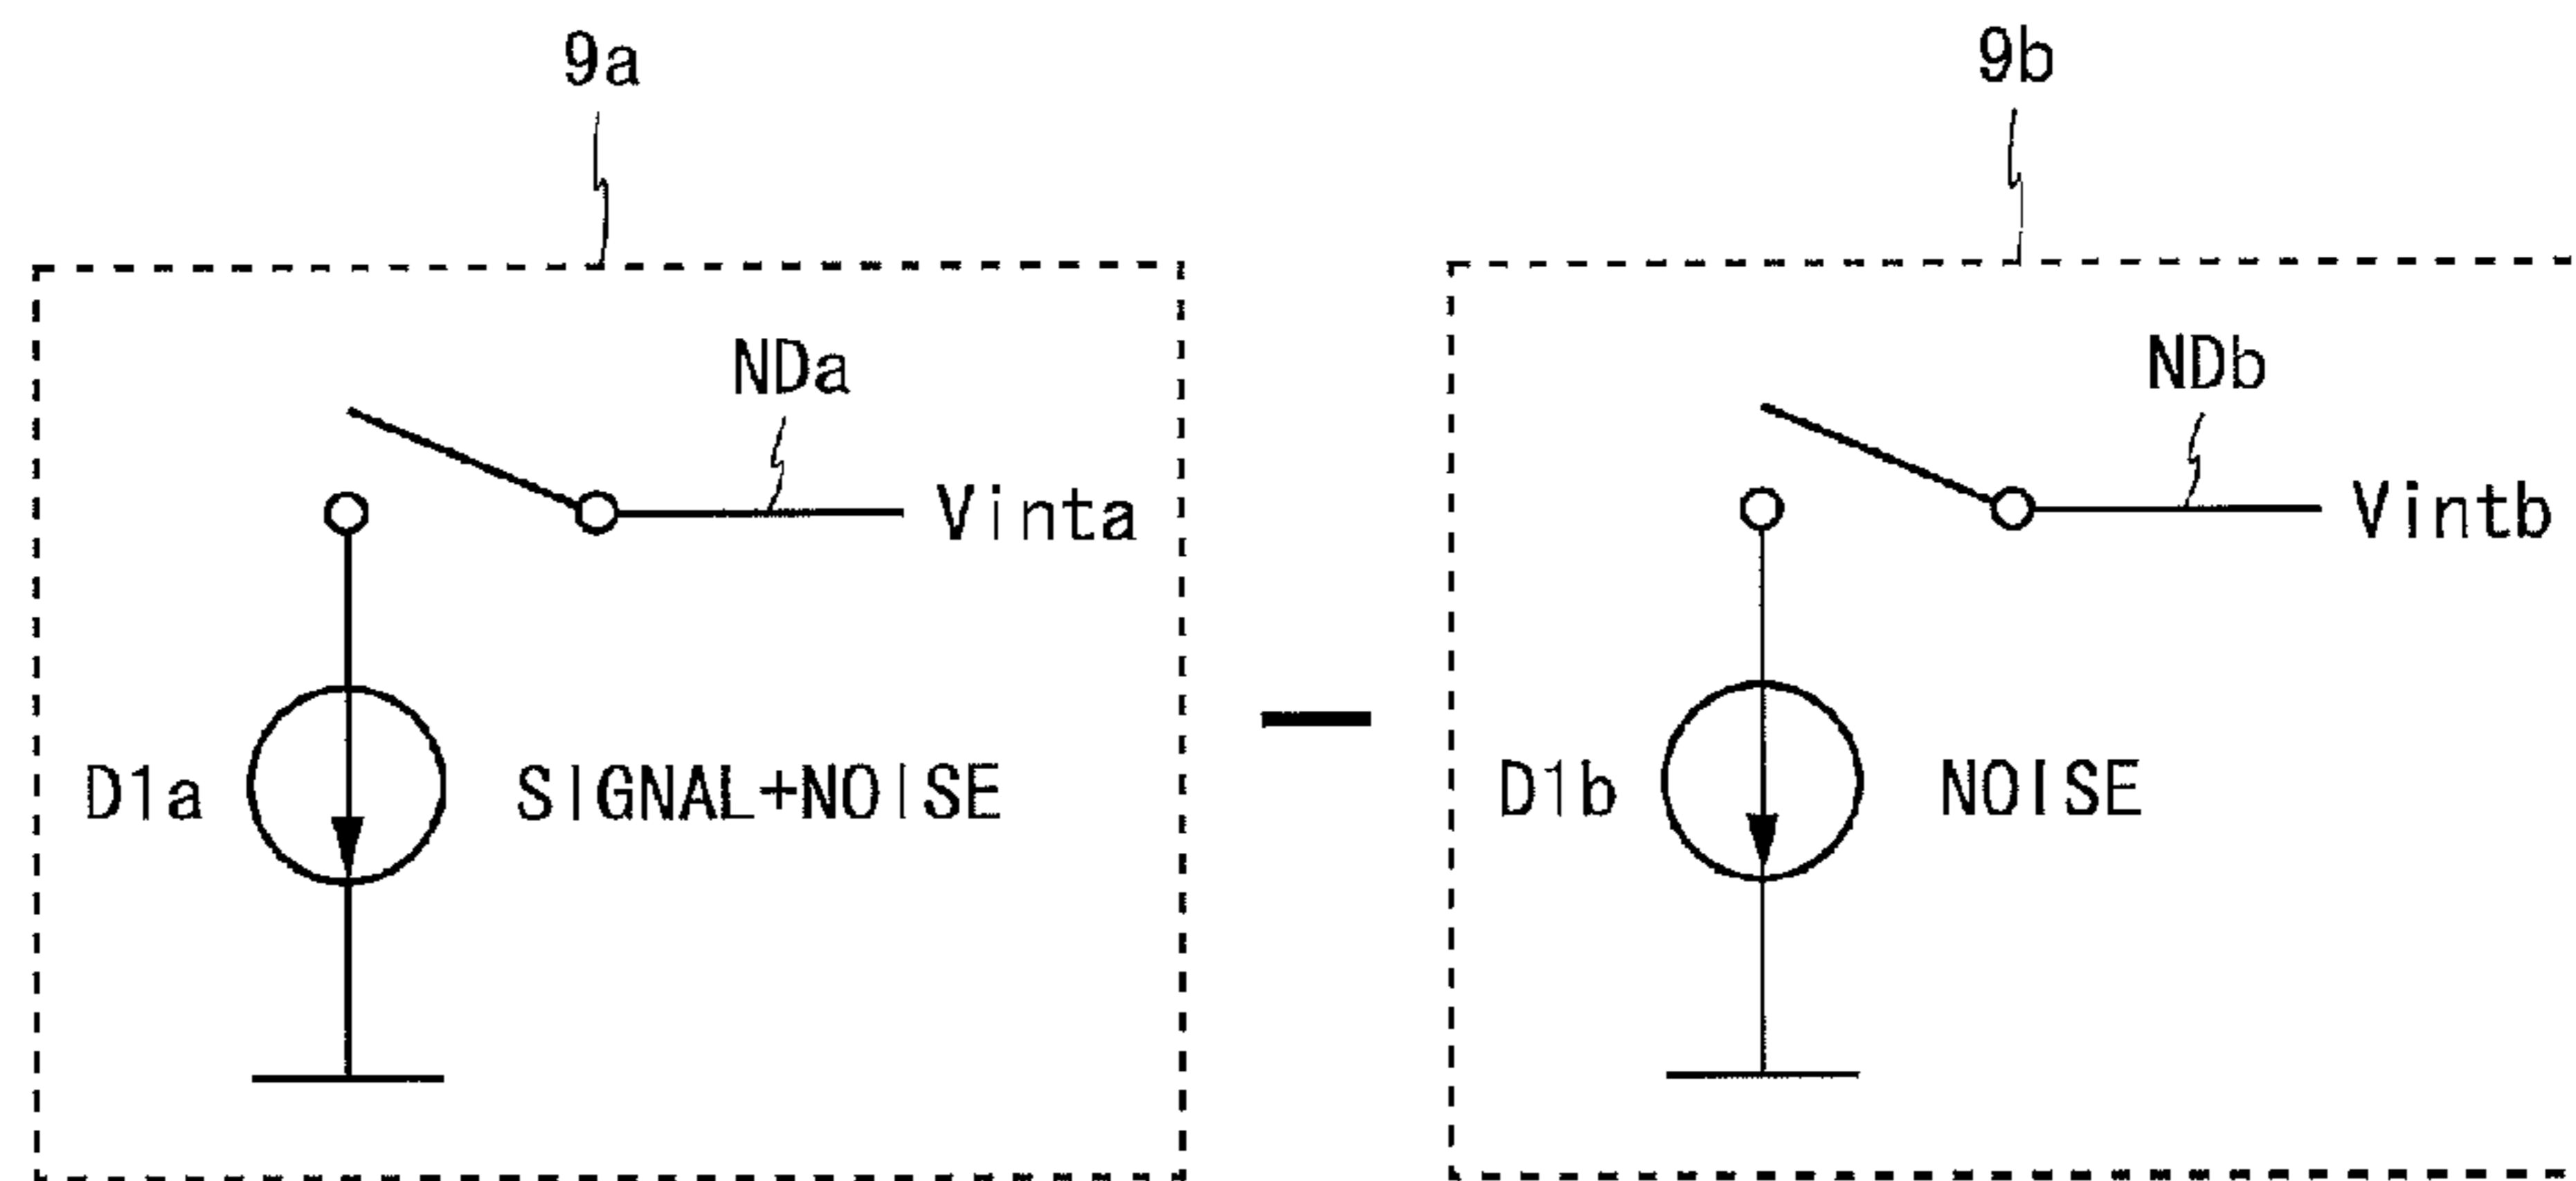 9a
9b
NDa
NDb
Vinta
Vintb
D1a
SIGNAL+NOISE
D1b
NOISE